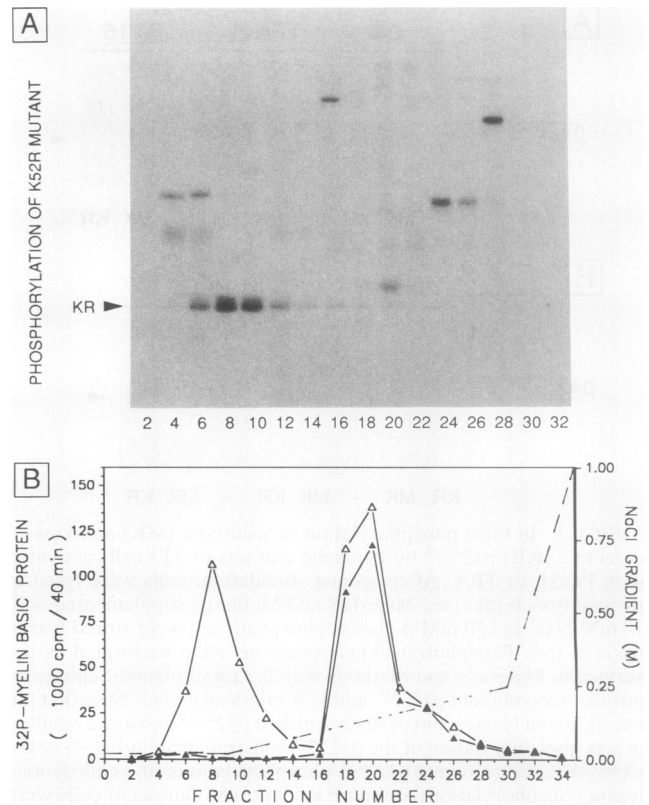 A
PHOSPHORYLATION OF K52R MUTANT
KR
2 4 6 8 10 12 14 16 18 20 22 24 26 28 30 32
B
32P–MYELIN BASIC PROTEIN
( x 1000 cpm / 40 min )
150
125
100
75
50
25
0
1.00
0.75
0.50
0.25
0.00
NaCl GRADIENT (M)
0 2 4 6 8 10 12 14 16 18 20 22 24 26 28 30 32 34
FRACTION NUMBER